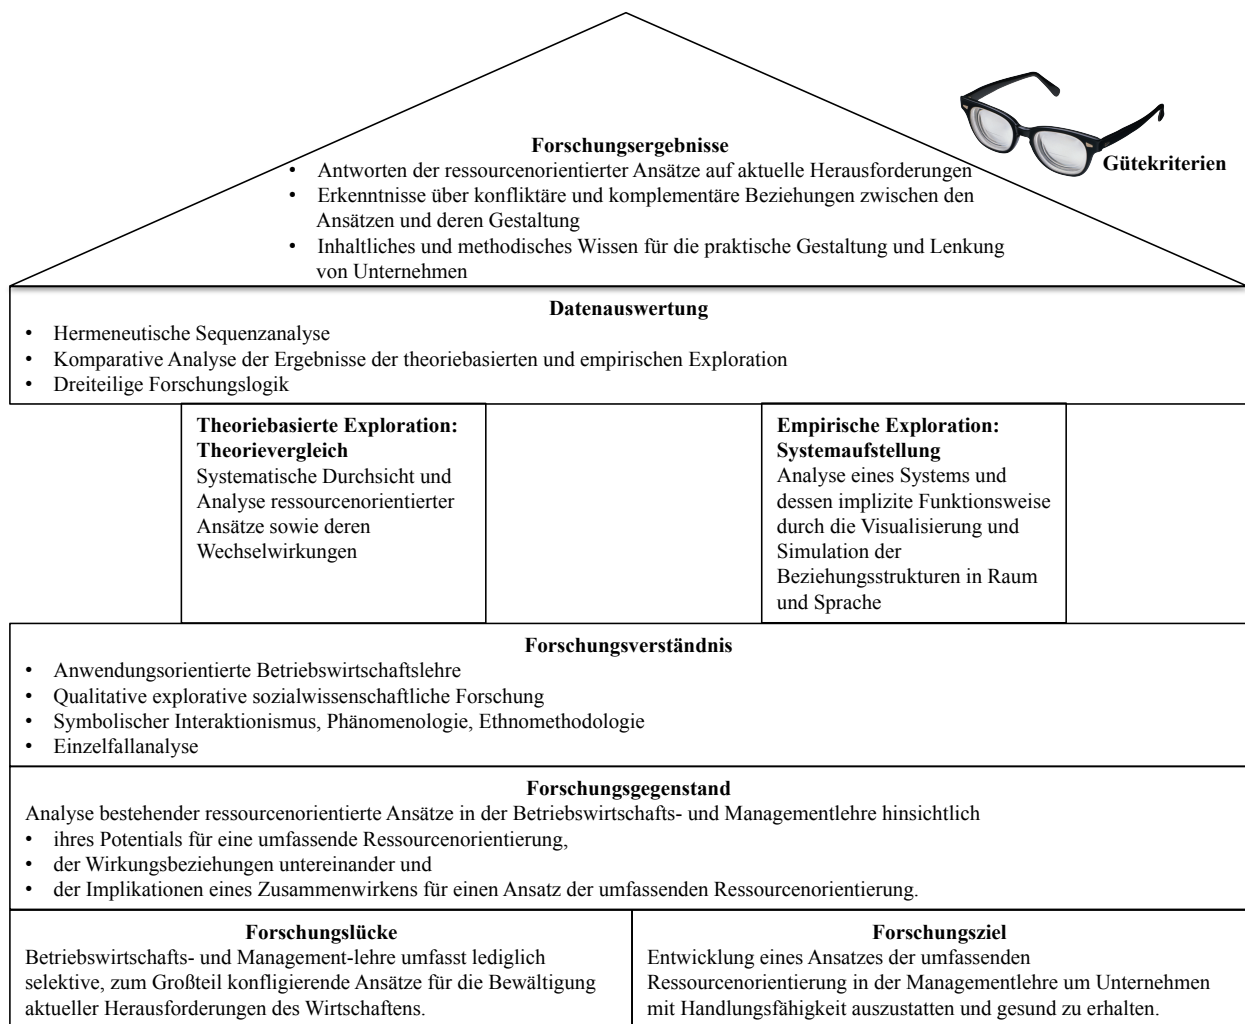 Forschungsergebnisse
• Antworten der ressourcenorientierter Ansätze auf aktuelle Herausforderungen
• Erkenntnisse über konfliktäre und komplementäre Beziehungen zwischen den
Ansätzen und deren Gestaltung
• Inhaltliches und methodisches Wissen für die praktische Gestaltung und Lenkung
von Unternehmen
Gütekriterien
Datenauswertung
• Hermeneutische Sequenzanalyse
• Komparative Analyse der Ergebnisse der theoriebasierten und empirischen Exploration
• Dreiteilige Forschungslogik
Theoriebasierte Exploration:
Theorievergleich
Systematische Durchsicht und
Analyse ressourcenorientierter
Ansätze sowie deren
Wechselwirkungen
Empirische Exploration:
Systemaufstellung
Analyse eines Systems und
dessen implizite Funktionsweise
durch die Visualisierung und
Simulation der
Beziehungsstrukturen in Raum
und Sprache
Forschungsverständnis
• Anwendungsorientierte Betriebswirtschaftslehre
• Qualitative explorative sozialwissenschaftliche Forschung
• Symbolischer Interaktionismus, Phänomenologie, Ethnomethodologie
• Einzelfallanalyse
Forschungsgegenstand
Analyse bestehender ressourcenorientierte Ansätze in der Betriebswirtschafts- und Managementlehre hinsichtlich
• ihres Potentials für eine umfassende Ressourcenorientierung,
• der Wirkungsbeziehungen untereinander und
• der Implikationen eines Zusammenwirkens für einen Ansatz der umfassenden Ressourcenorientierung.
Forschungslücke
Betriebswirtschafts- und Management-lehre umfasst lediglich
selektive, zum Großteil konfligierende Ansätze für die Bewältigung
aktueller Herausforderungen des Wirtschaftens.
Forschungsziel
Entwicklung eines Ansatzes der umfassenden
Ressourcenorientierung in der Managementlehre um Unternehmen
mit Handlungsfähigkeit auszustatten und gesund zu erhalten.